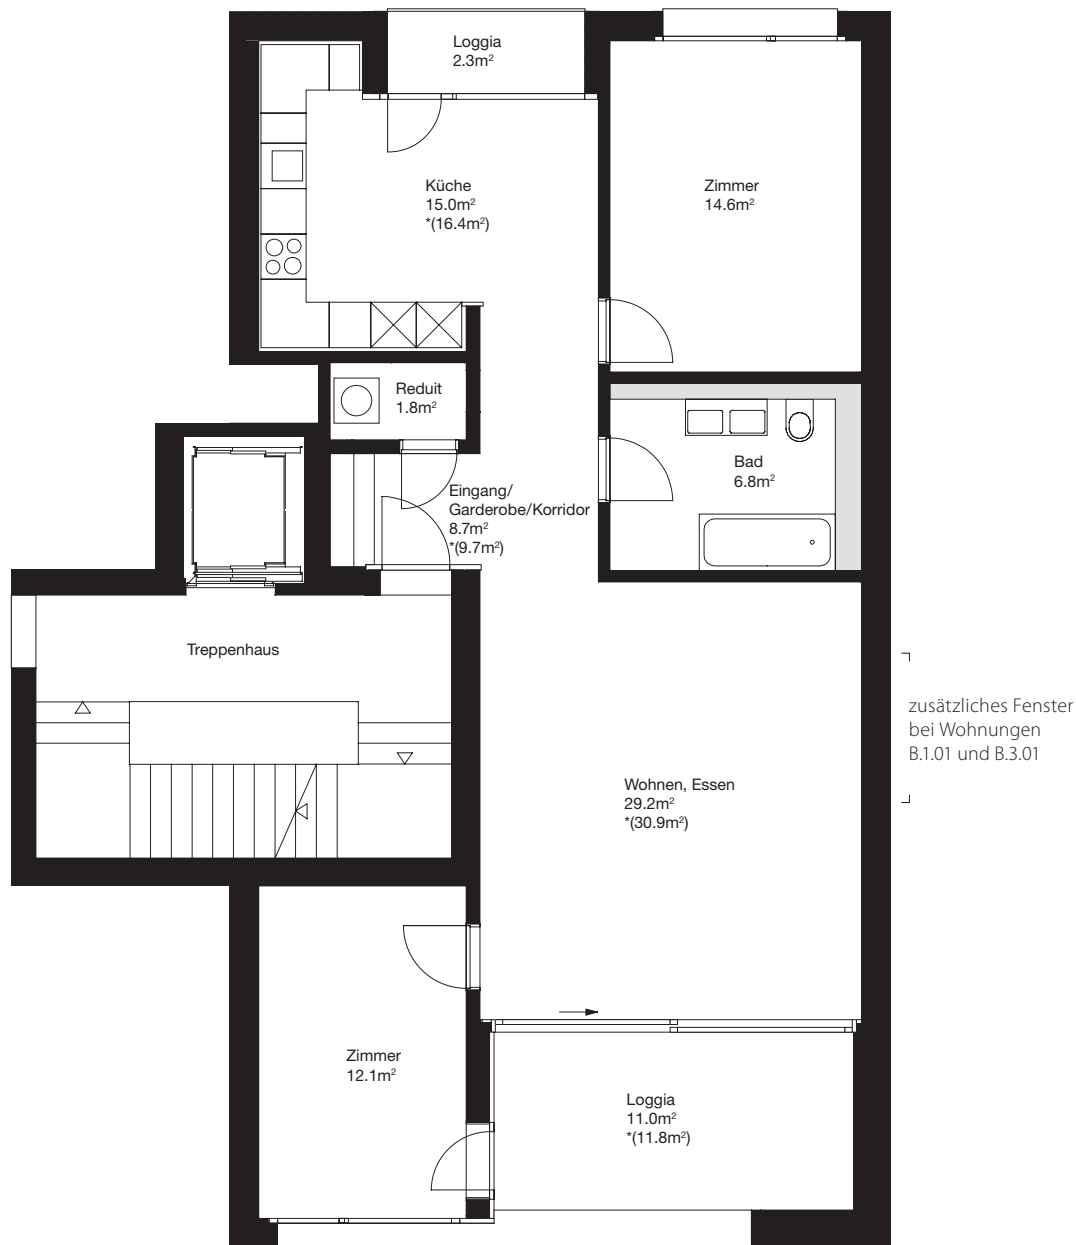 Loggia
2.3m²
Küche
15.0m²
*(16.4m²)
Zimmer
14.6m²
Reduit
1.8m²
Bad
6.8m²
Eingang/
Garderobe/Korridor
8.7m²
*(9.7m²)
Treppenhaus
zusätzliches Fenster
bei Wohnungen
B.1.01 und B.3.01
Wohnen, Essen
29.2m²
*(30.9m²)
Zimmer
12.1m²
Loggia
11.0m²
*(11.8m²)